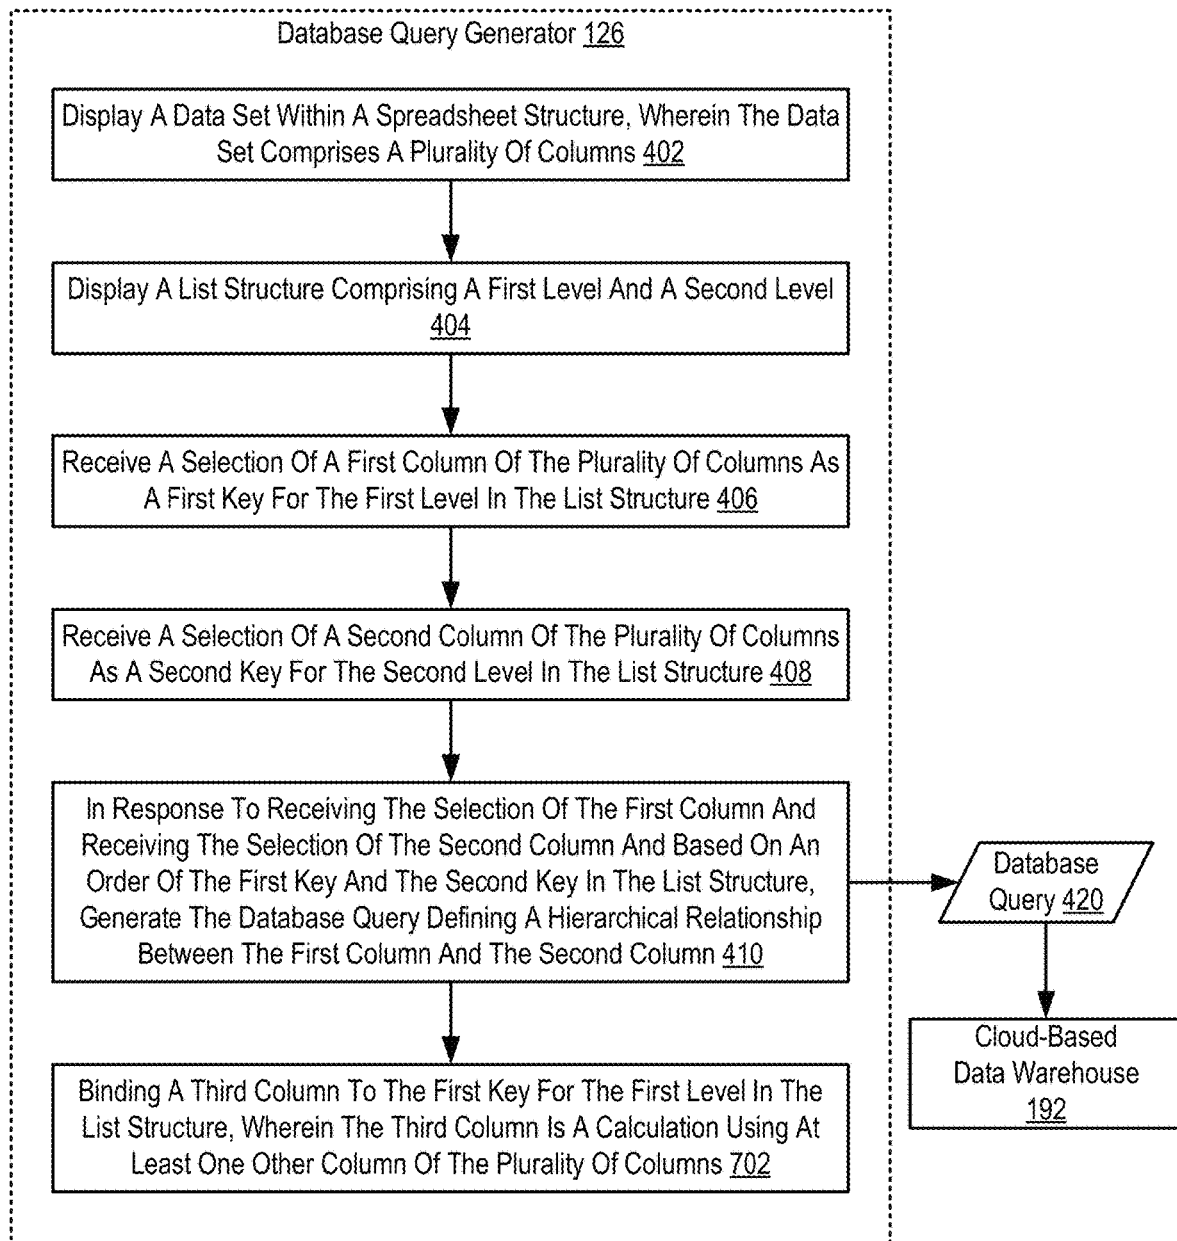 Database Query Generator 126
Display A Data Set Within A Spreadsheet Structure, Wherein The Data
Set Comprises A Plurality Of Columns 402
Display A List Structure Comprising A First Level And A Second Level
404
Receive A Selection Of A First Column Of The Plurality Of Columns As
A First Key For The First Level In The List Structure 406
Receive A Selection Of A Second Column Of The Plurality Of Columns
As A Second Key For The Second Level In The List Structure 408
In Response To Receiving The Selection Of The First Column And
Receiving The Selection Of The Second Column And Based On An
Order Of The First Key And The Second Key In The List Structure,
Generate The Database Query Defining A Hierarchical Relationship
Between The First Column And The Second Column 410
Database
Query 420
Cloud-Based
Data Warehouse
192
Binding A Third Column To The First Key For The First Level In The
List Structure, Wherein The Third Column Is A Calculation Using At
Least One Other Column Of The Plurality Of Columns 702